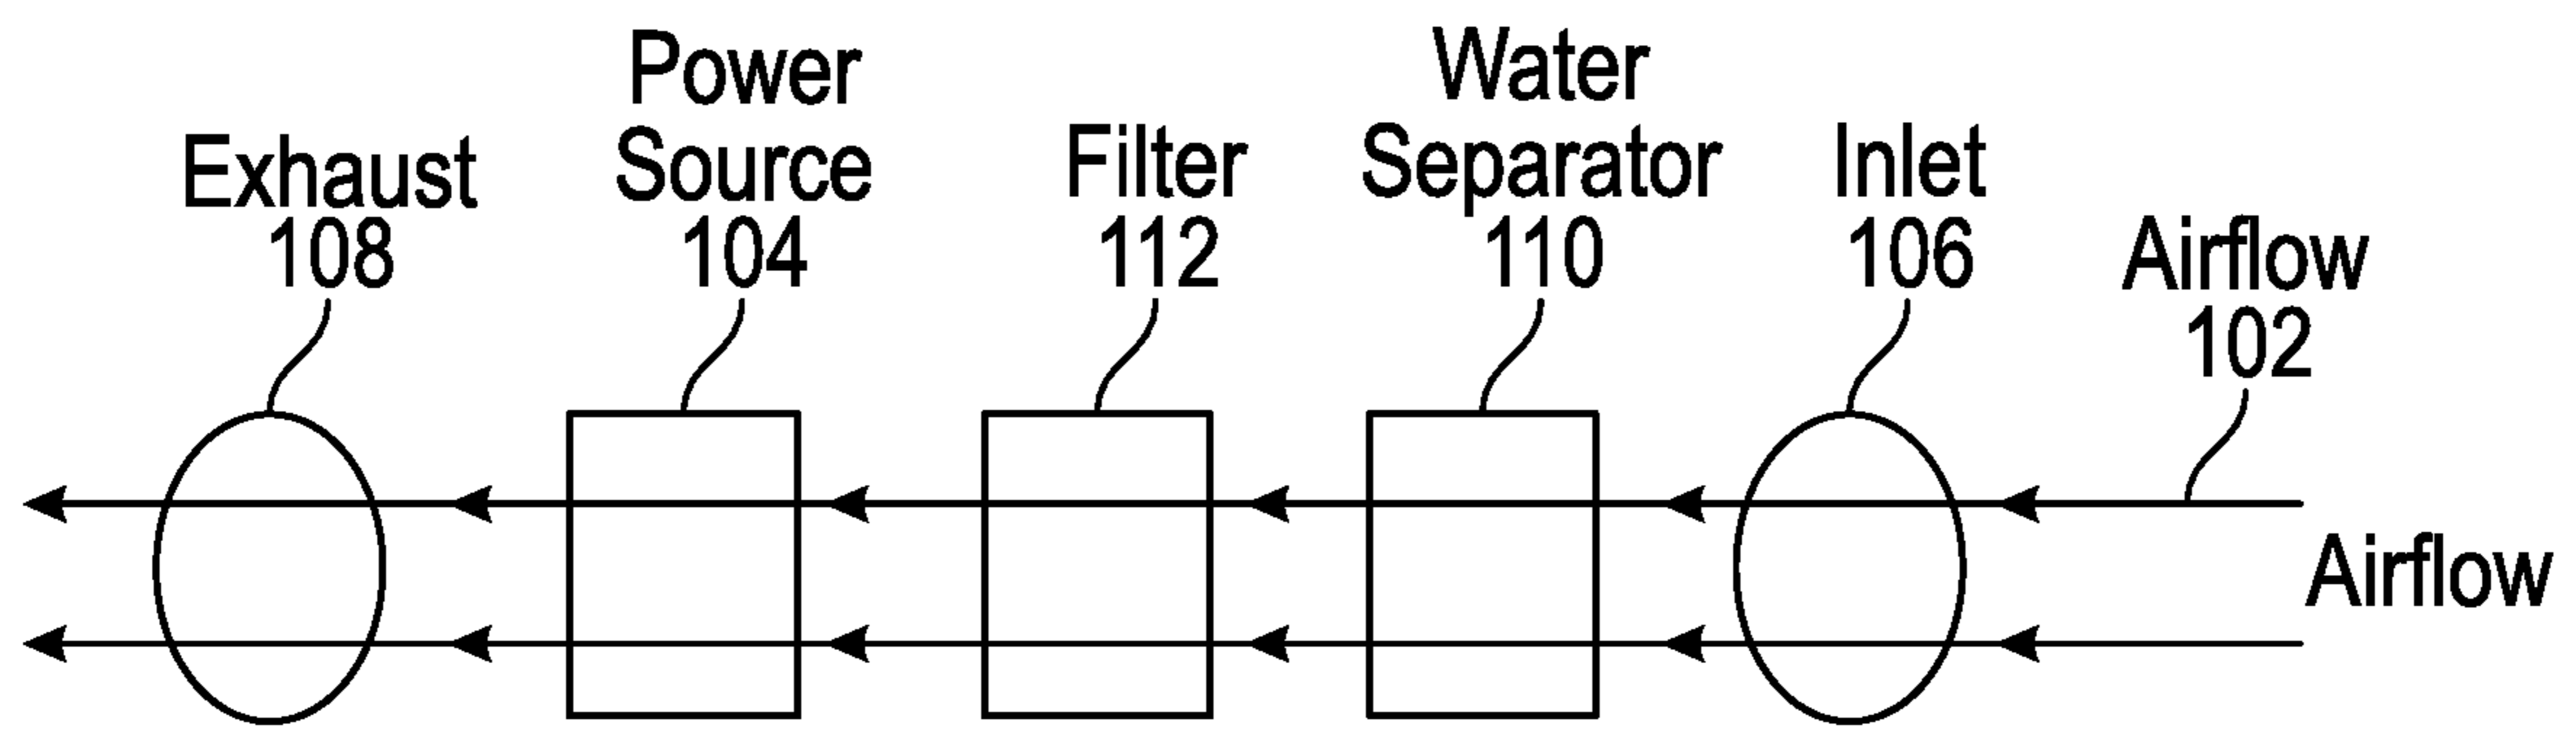 Exhaust
108
Power
Source
104
Filter
112
Water
Separator
110
Inlet
106
Airflow
102
Airflow